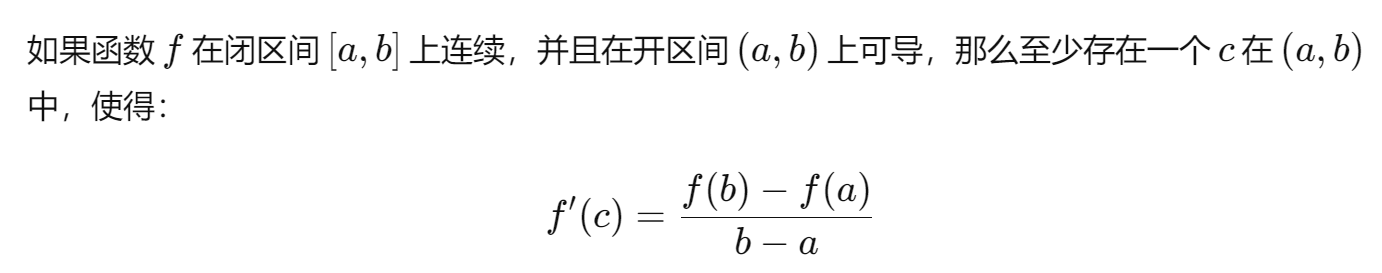 如果函数 f 在闭区间 [a, b] 上连续，并且在开区间 (a, b) 上可导，那么至少存在一个 c 在 (a, b)
中，使得：
f′(c) = \frac{f(b) − f(a)}{b − a}